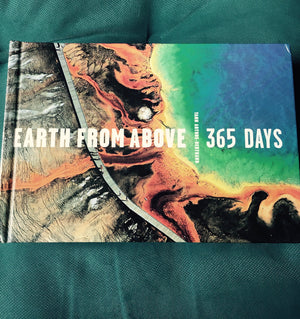 EARTH FROM ABOVE
YANN ARTHUS-BERTRAND
365 DAYS